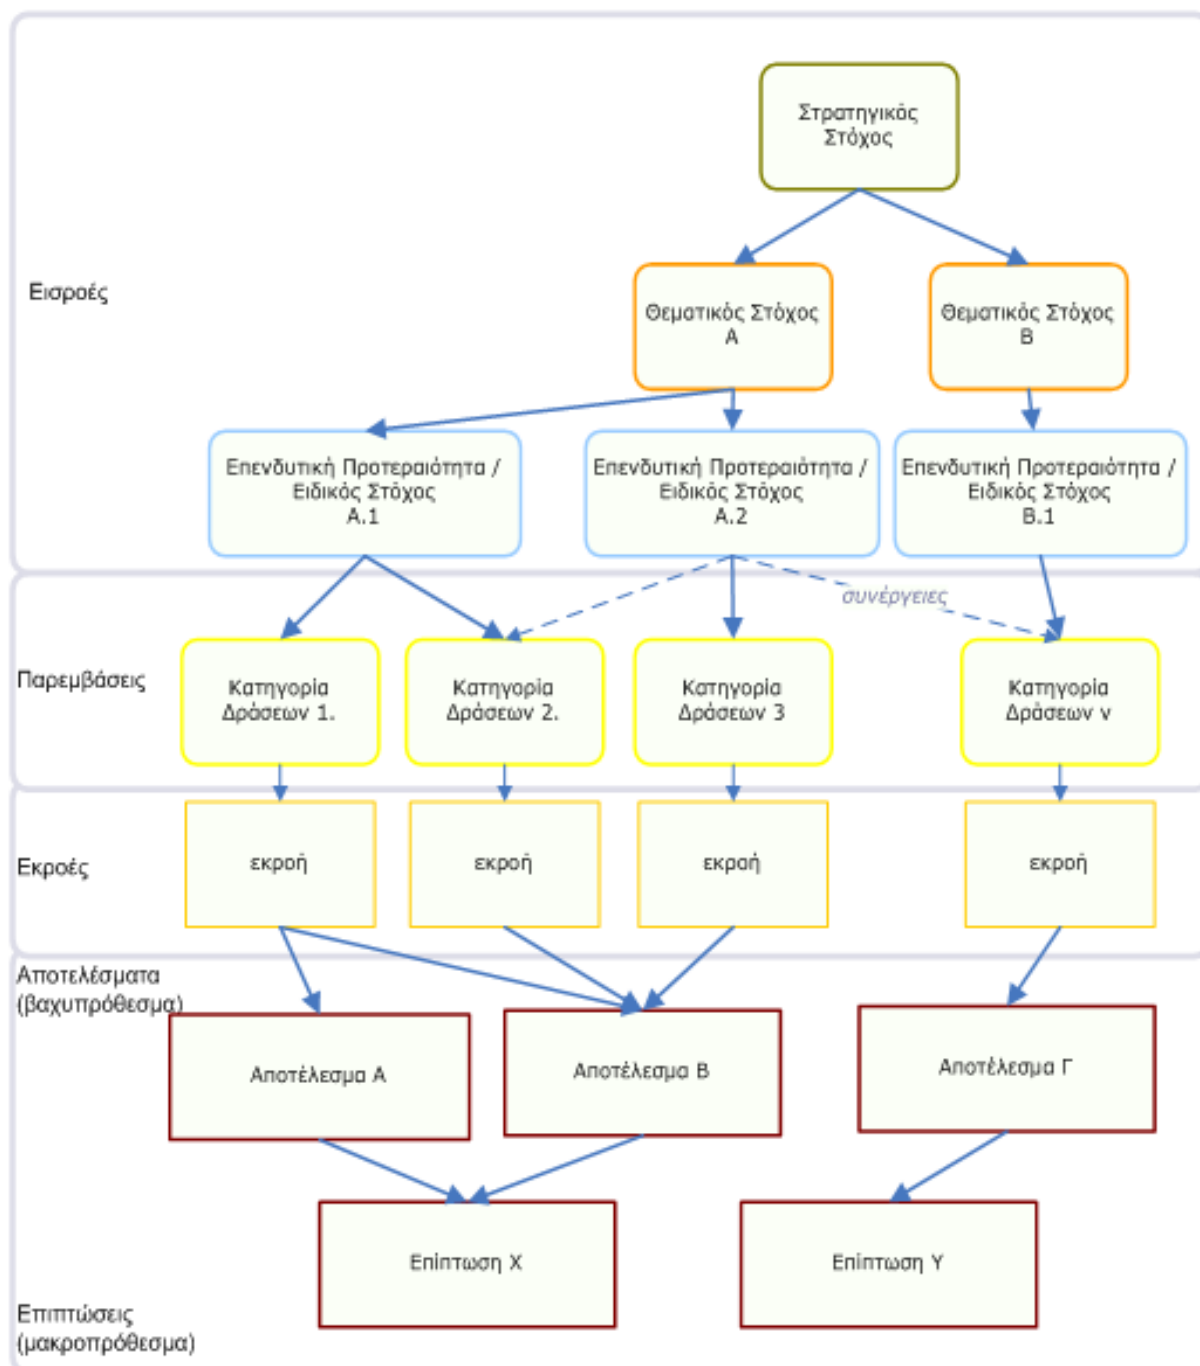 Στρατηγικός
Στόχος
Εισροές
Θεματικός Στόχος
Α
Θεματικός Στόχος
Β
Επενδυτική Προτεραιότητα /
Ειδικός Στόχος
Α.1
Επενδυτική Προτεραιότητα /
Ειδικός Στόχος
Α.2
Επενδυτική Προτεραιότητα /
Ειδικός Στόχος
Β.1
συνέργειες
Παρεμβάσεις
Κατηγορία
Δράσεων 1.
Κατηγορία
Δράσεων 2.
Κατηγορία
Δράσεων 3
Κατηγορία
Δράσεων ν
Εκροές
εκροή
εκροή
εκροή
εκροή
Αποτελέσματα
(βαχυπρόθεσμα)
Αποτέλεσμα Α
Αποτέλεσμα Β
Αποτέλεσμα Γ
Επίπτωση Χ
Επίπτωση Υ
Επιπτώσεις
(μακροπρόθεσμα)